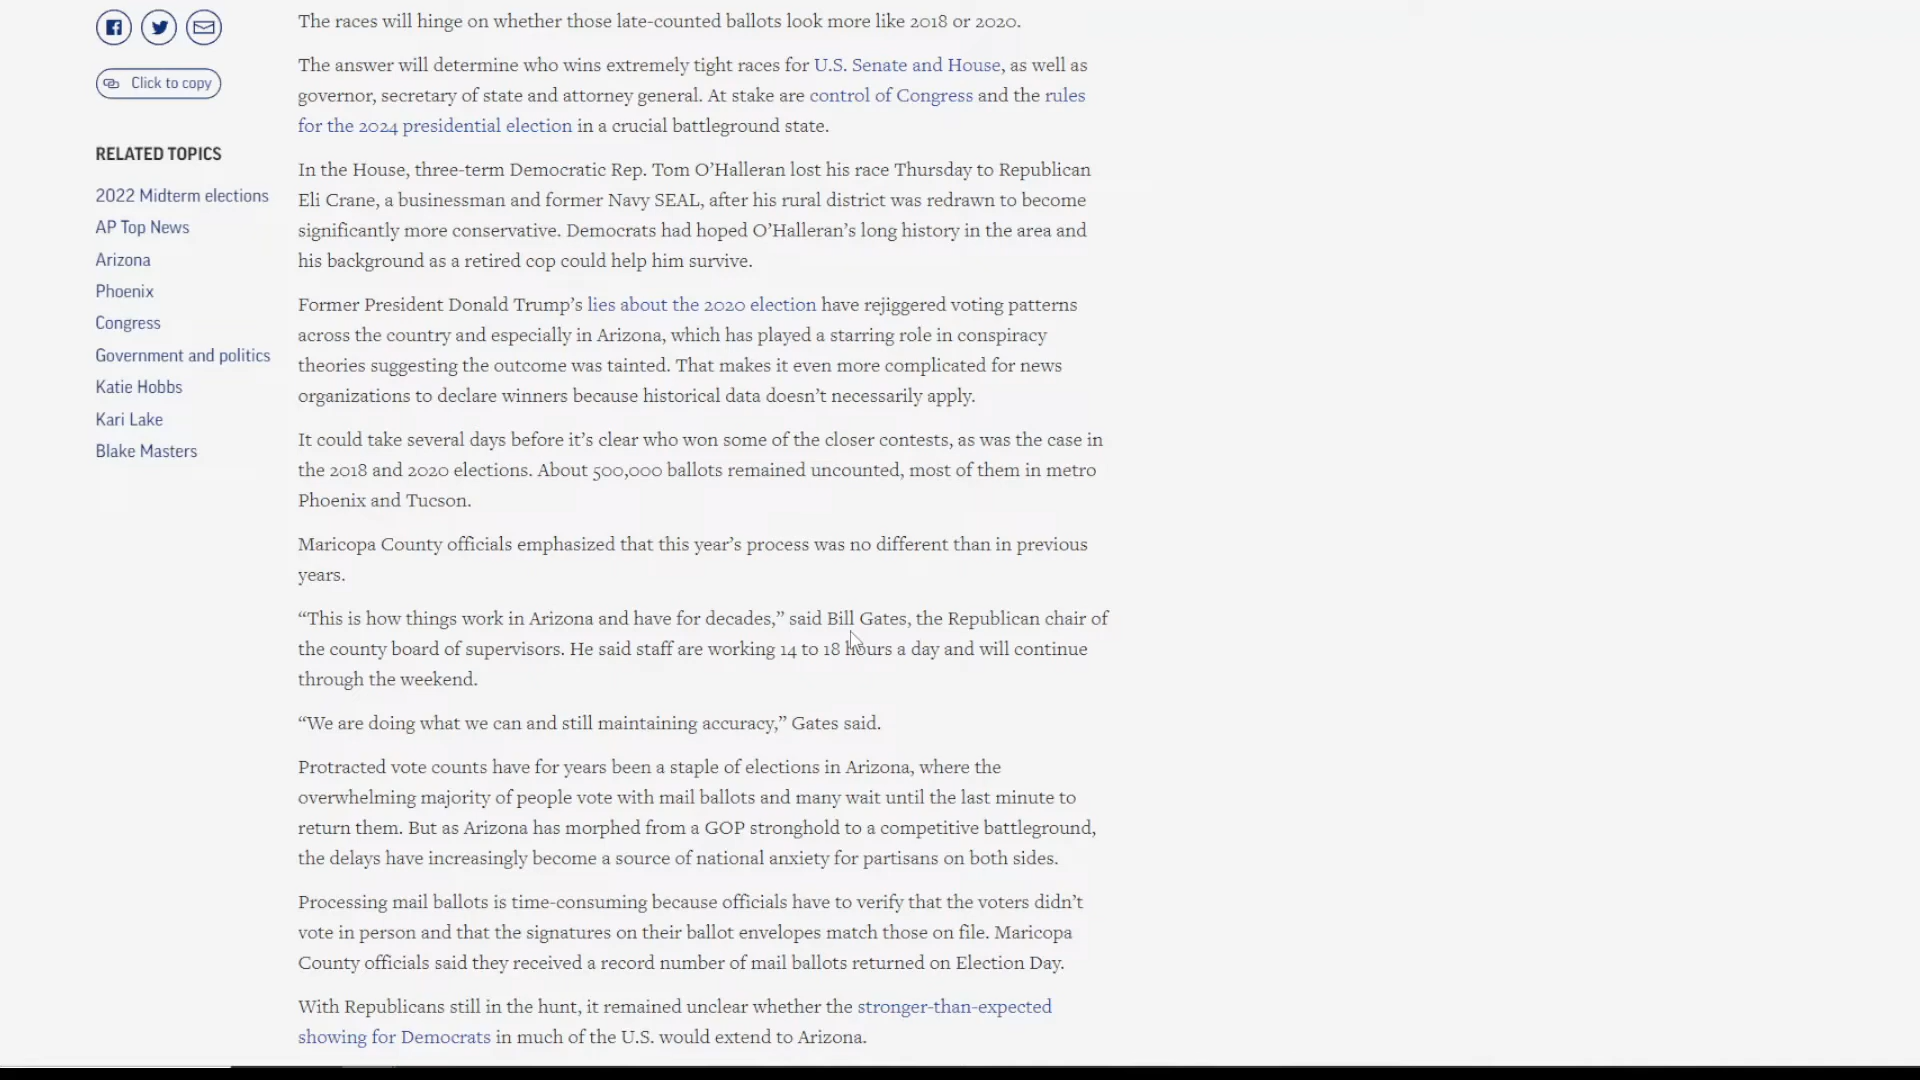 Click to copy
RELATED TOPICS
2022 Midterm elections
AP Top News
Arizona
Phoenix
Congress
Government and politics
Katie Hobbs
Kari Lake
Blake Masters
The races will hinge on whether those late-counted ballots look more like 2018 or 2020.
The answer will determine who wins extremely tight races for U.S. Senate and House, as well as
governor, secretary of state and attorney general. At stake are control of Congress and the rules
for the 2024 presidential election in a crucial battleground state.
In the House, three-term Democratic Rep. Tom O’Halleran lost his race Thursday to Republican
Eli Crane, a businessman and former Navy SEAL, after his rural district was redrawn to become
significantly more conservative. Democrats had hoped O’Halleran’s long history in the area and
his background as a retired cop could help him survive.
Former President Donald Trump’s lies about the 2020 election have rejiggered voting patterns
across the country and especially in Arizona, which has played a starring role in conspiracy
theories suggesting the outcome was tainted. That makes it even more complicated for news
organizations to declare winners because historical data doesn’t necessarily apply.
It could take several days before it’s clear who won some of the closer contests, as was the case in
the 2018 and 2020 elections. About 500,000 ballots remained uncounted, most of them in metro
Phoenix and Tucson.
Maricopa County officials emphasized that this year’s process was no different than in previous
years.
“This is how things work in Arizona and have for decades,” said Bill Gates, the Republican chair of
the county board of supervisors. He said staff are working 14 to 18 hours a day and will continue
through the weekend.
“We are doing what we can and still maintaining accuracy,” Gates said.
Protracted vote counts have for years been a staple of elections in Arizona, where the
overwhelming majority of people vote with mail ballots and many wait until the last minute to
return them. But as Arizona has morphed from a GOP stronghold to a competitive battleground,
the delays have increasingly become a source of national anxiety for partisans on both sides.
Processing mail ballots is time-consuming because officials have to verify that the voters didn’t
vote in person and that the signatures on their ballot envelopes match those on file. Maricopa
County officials said they received a record number of mail ballots returned on Election Day.
With Republicans still in the hunt, it remained unclear whether the stronger-than-expected
showing for Democrats in much of the U.S. would extend to Arizona.